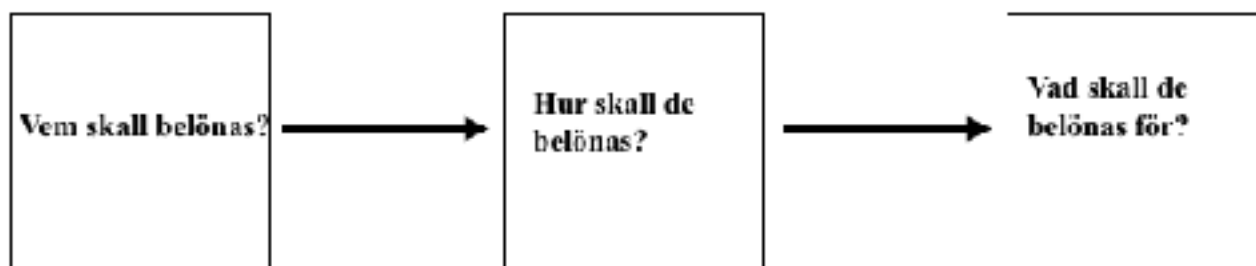 Vem skall belönas?
Hur skall de
belönas?
Vad skall de
belönas för?